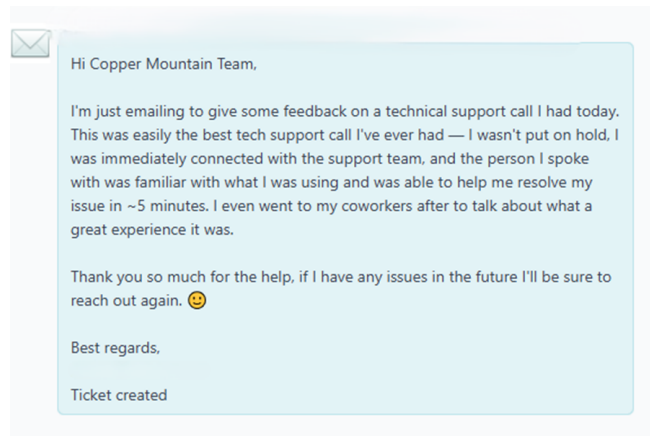 Hi Copper Mountain Team,
I'm just emailing to give some feedback on a technical support call I had today.
This was easily the best tech support call I've ever had — I wasn't put on hold, I
was immediately connected with the support team, and the person I spoke
with was familiar with what I was using and was able to help me resolve my
issue in ~5 minutes. I even went to my coworkers after to talk about what a
great experience it was.
Thank you so much for the help, if I have any issues in the future I'll be sure to
reach out again. 🙂
Best regards,
Ticket created